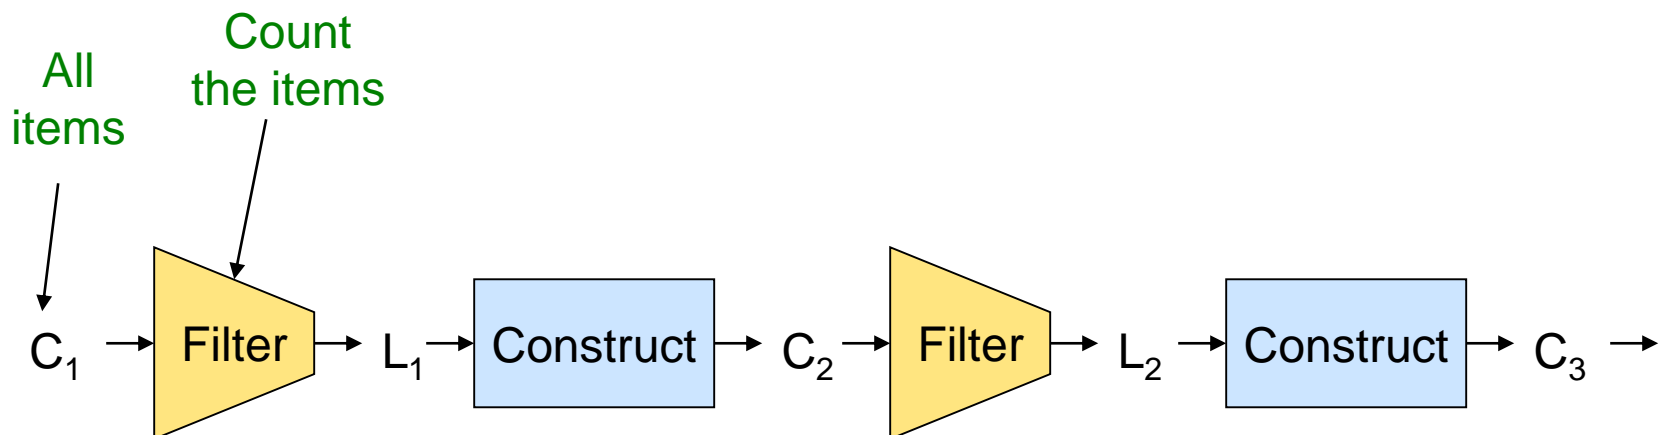 All
items
Count
the items
C₁
Filter
L₁
Construct
C₂
Filter
L₂
Construct
C₃